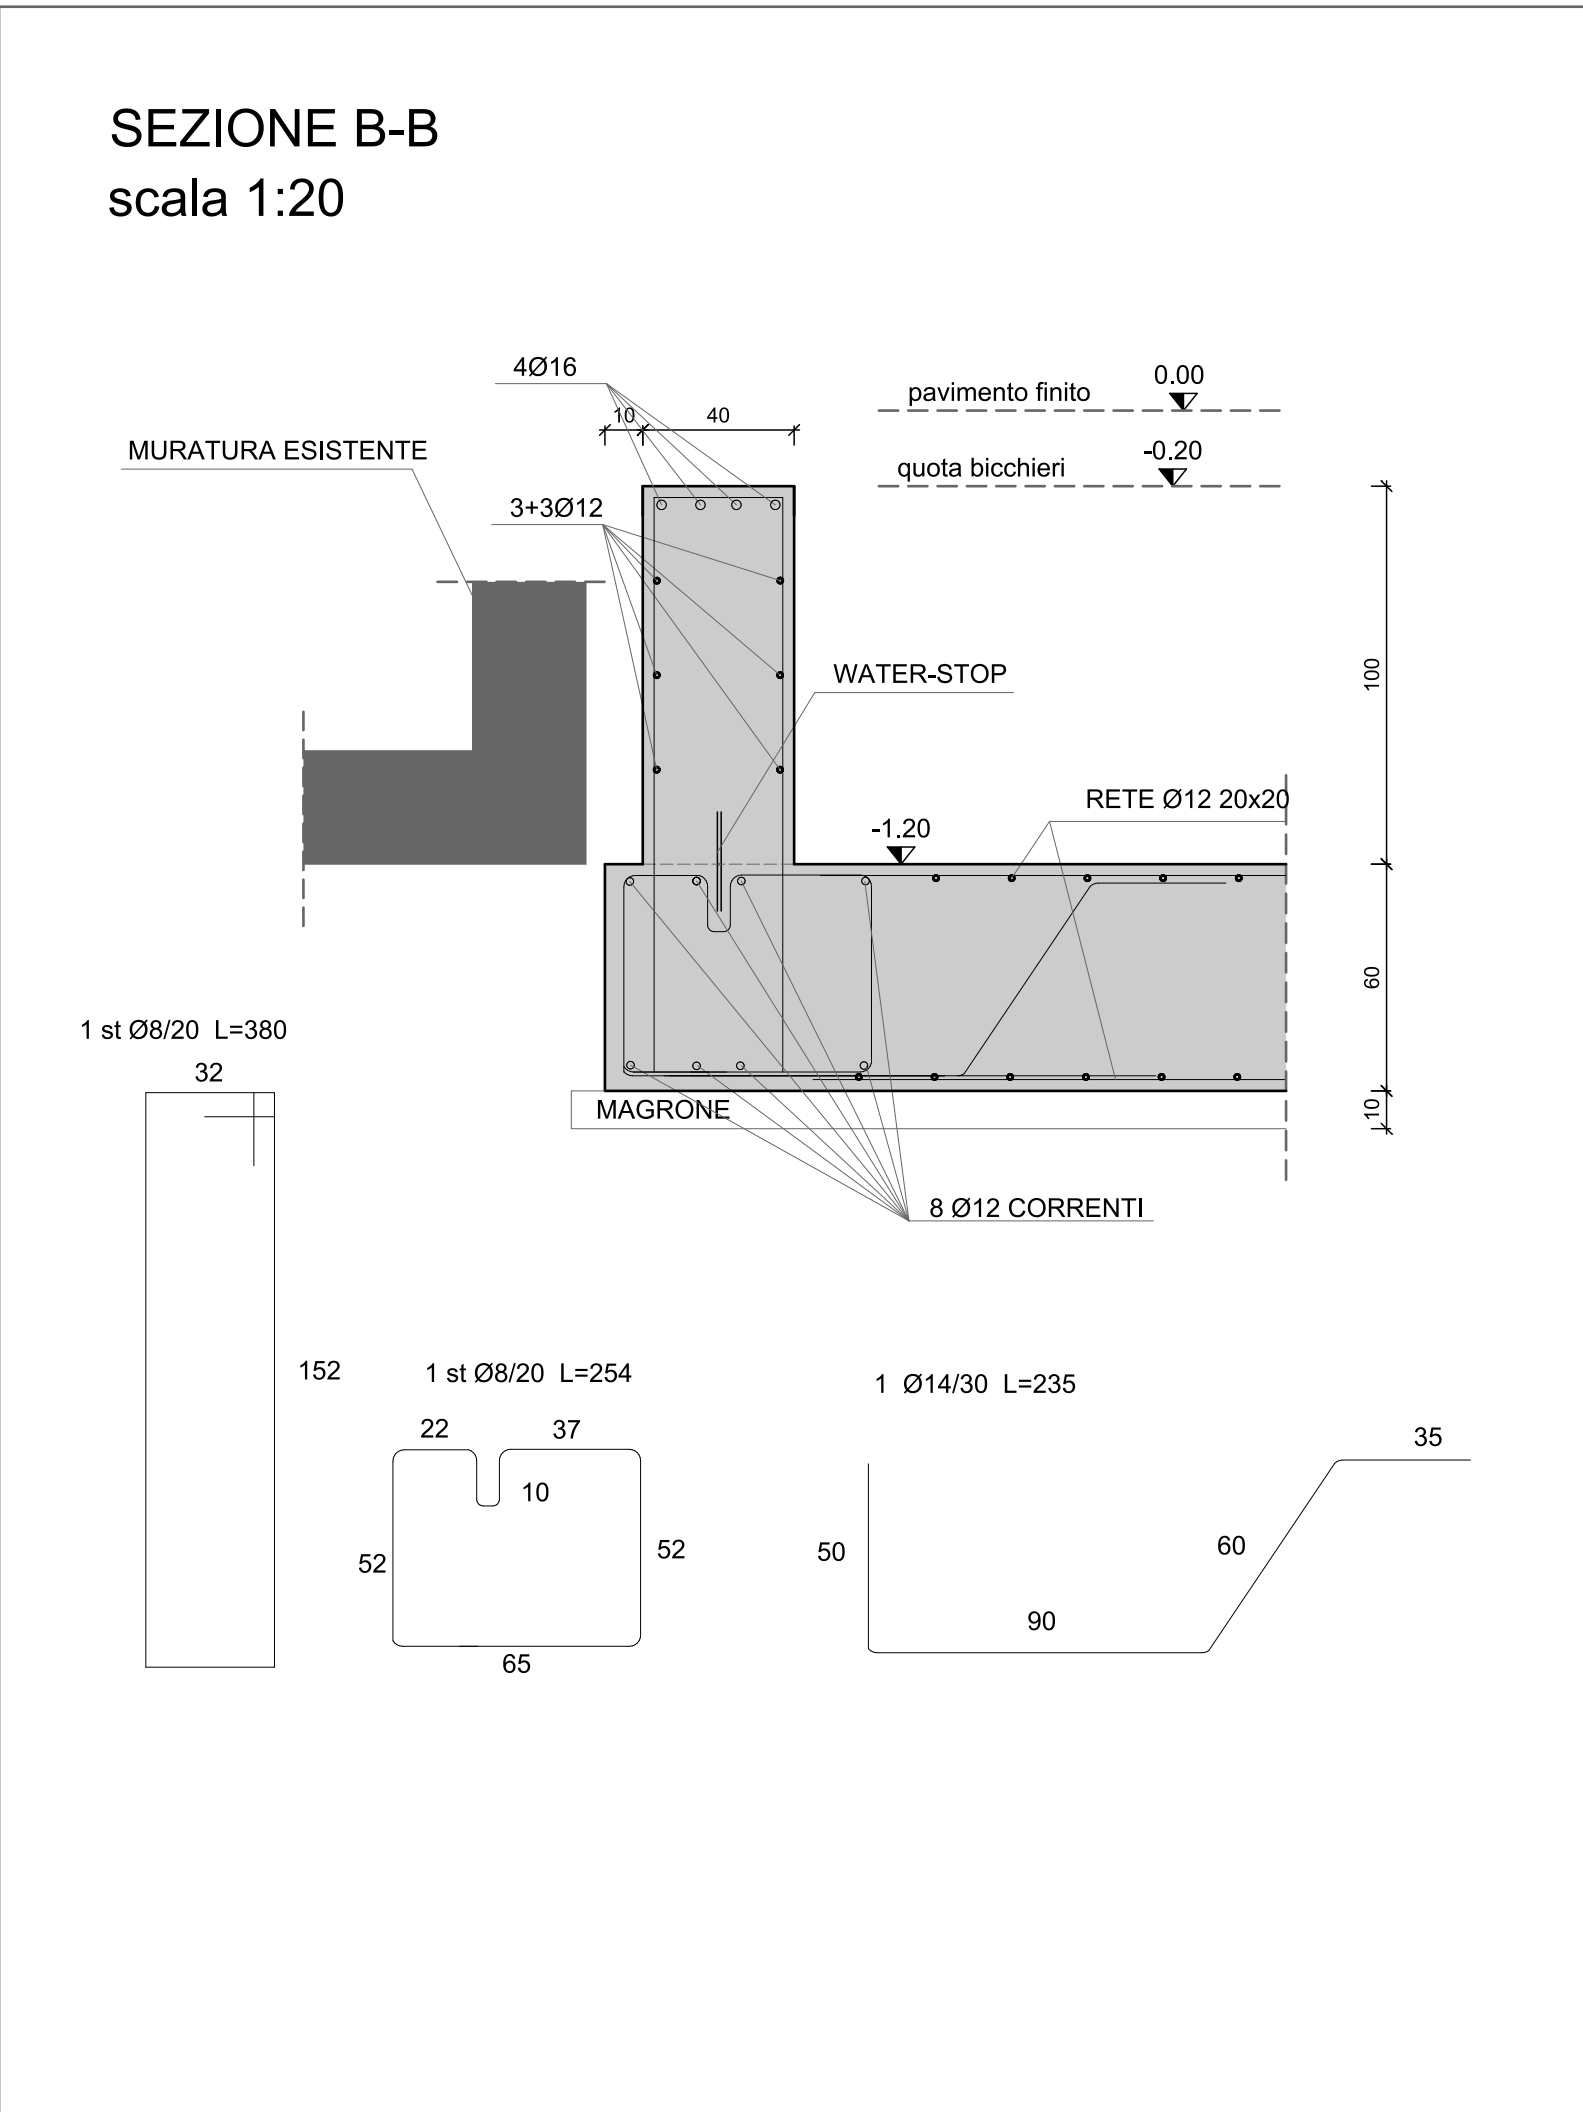 SEZIONE B-B
scala 1:20
4Ø16
10
40
pavimento finito
0.00
MURATURA ESISTENTE
quota bicchieri
-0.20
3+3Ø12
WATER-STOP
100
RETE Ø12 20x20
-1.20
60
1 st Ø8/20 L=380
32
MAGRONE
10
8 Ø12 CORRENTI
152
1 st Ø8/20 L=254
22
37
10
52
52
65
1 Ø14/30 L=235
35
50
60
90